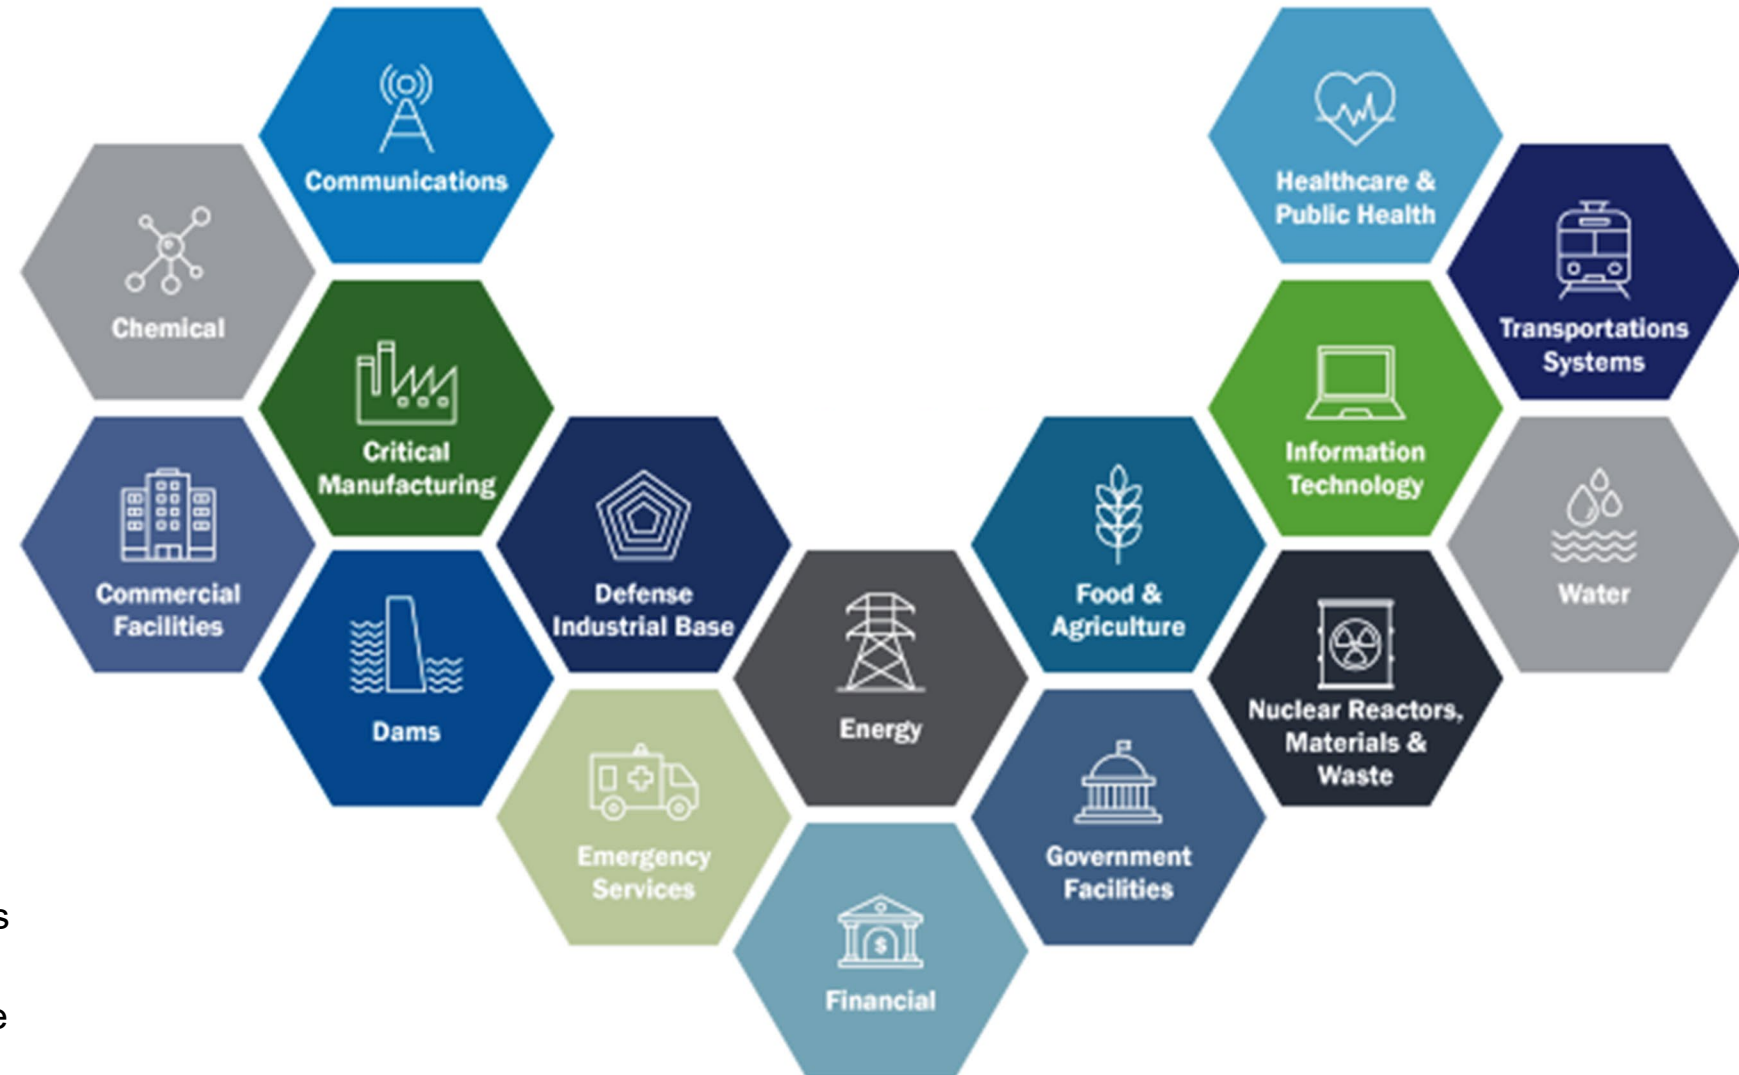 Communications
Healthcare &
Public Health
Chemical
Transportations
Systems
Critical
Manufacturing
Information
Technology
Commercial
Facilities
Defense
Industrial Base
Food &
Agriculture
Water
Dams
Energy
Nuclear Reactors,
Materials &
Waste
Emergency
Services
Government
Facilities
s
$
Financial
e